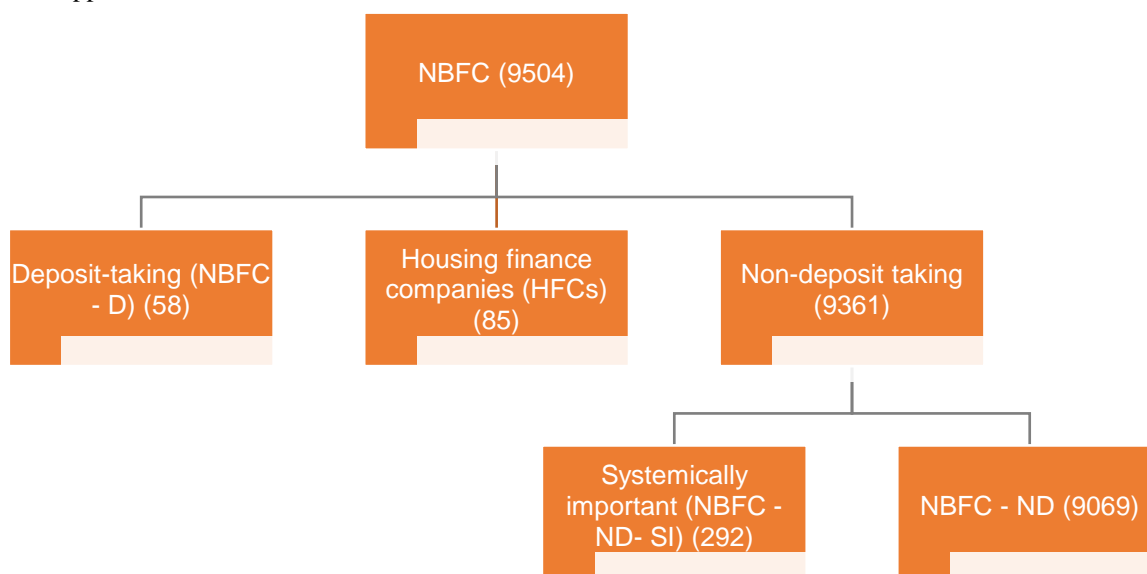 NBFC (9504)
Deposit-taking (NBFC
- D) (58)
Housing finance
companies (HFCs)
(85)
Non-deposit taking
(9361)
Systemically
important (NBFC -
ND- SI) (292)
NBFC - ND (9069)